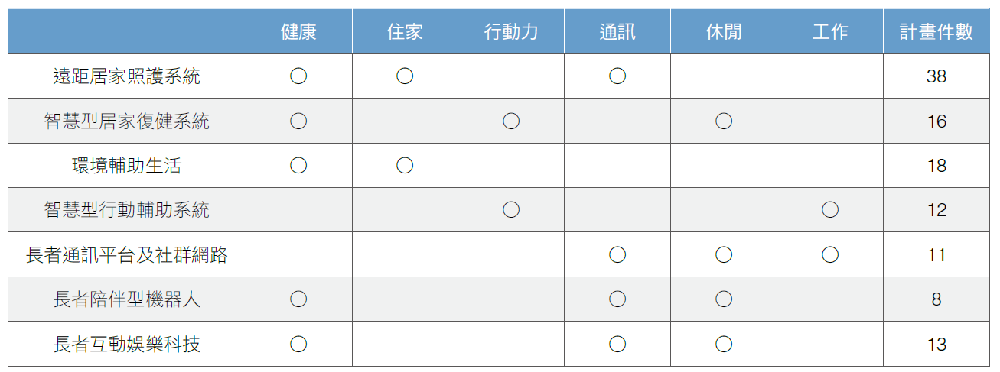 健康 住家 行動力 通訊 休閒 工作 計畫件數
遠距居家照護系統 ○ ○ ○ 38
智慧型居家復健系統 ○ ○ ○ 16
環境輔助生活 ○ ○ 18
智慧型行動輔助系統 ○ ○ 12
長者通訊平台及社群網路 ○ ○ ○ 11
長者陪伴型機器人 ○ ○ ○ 8
長者互動娛樂科技 ○ ○ ○ 13